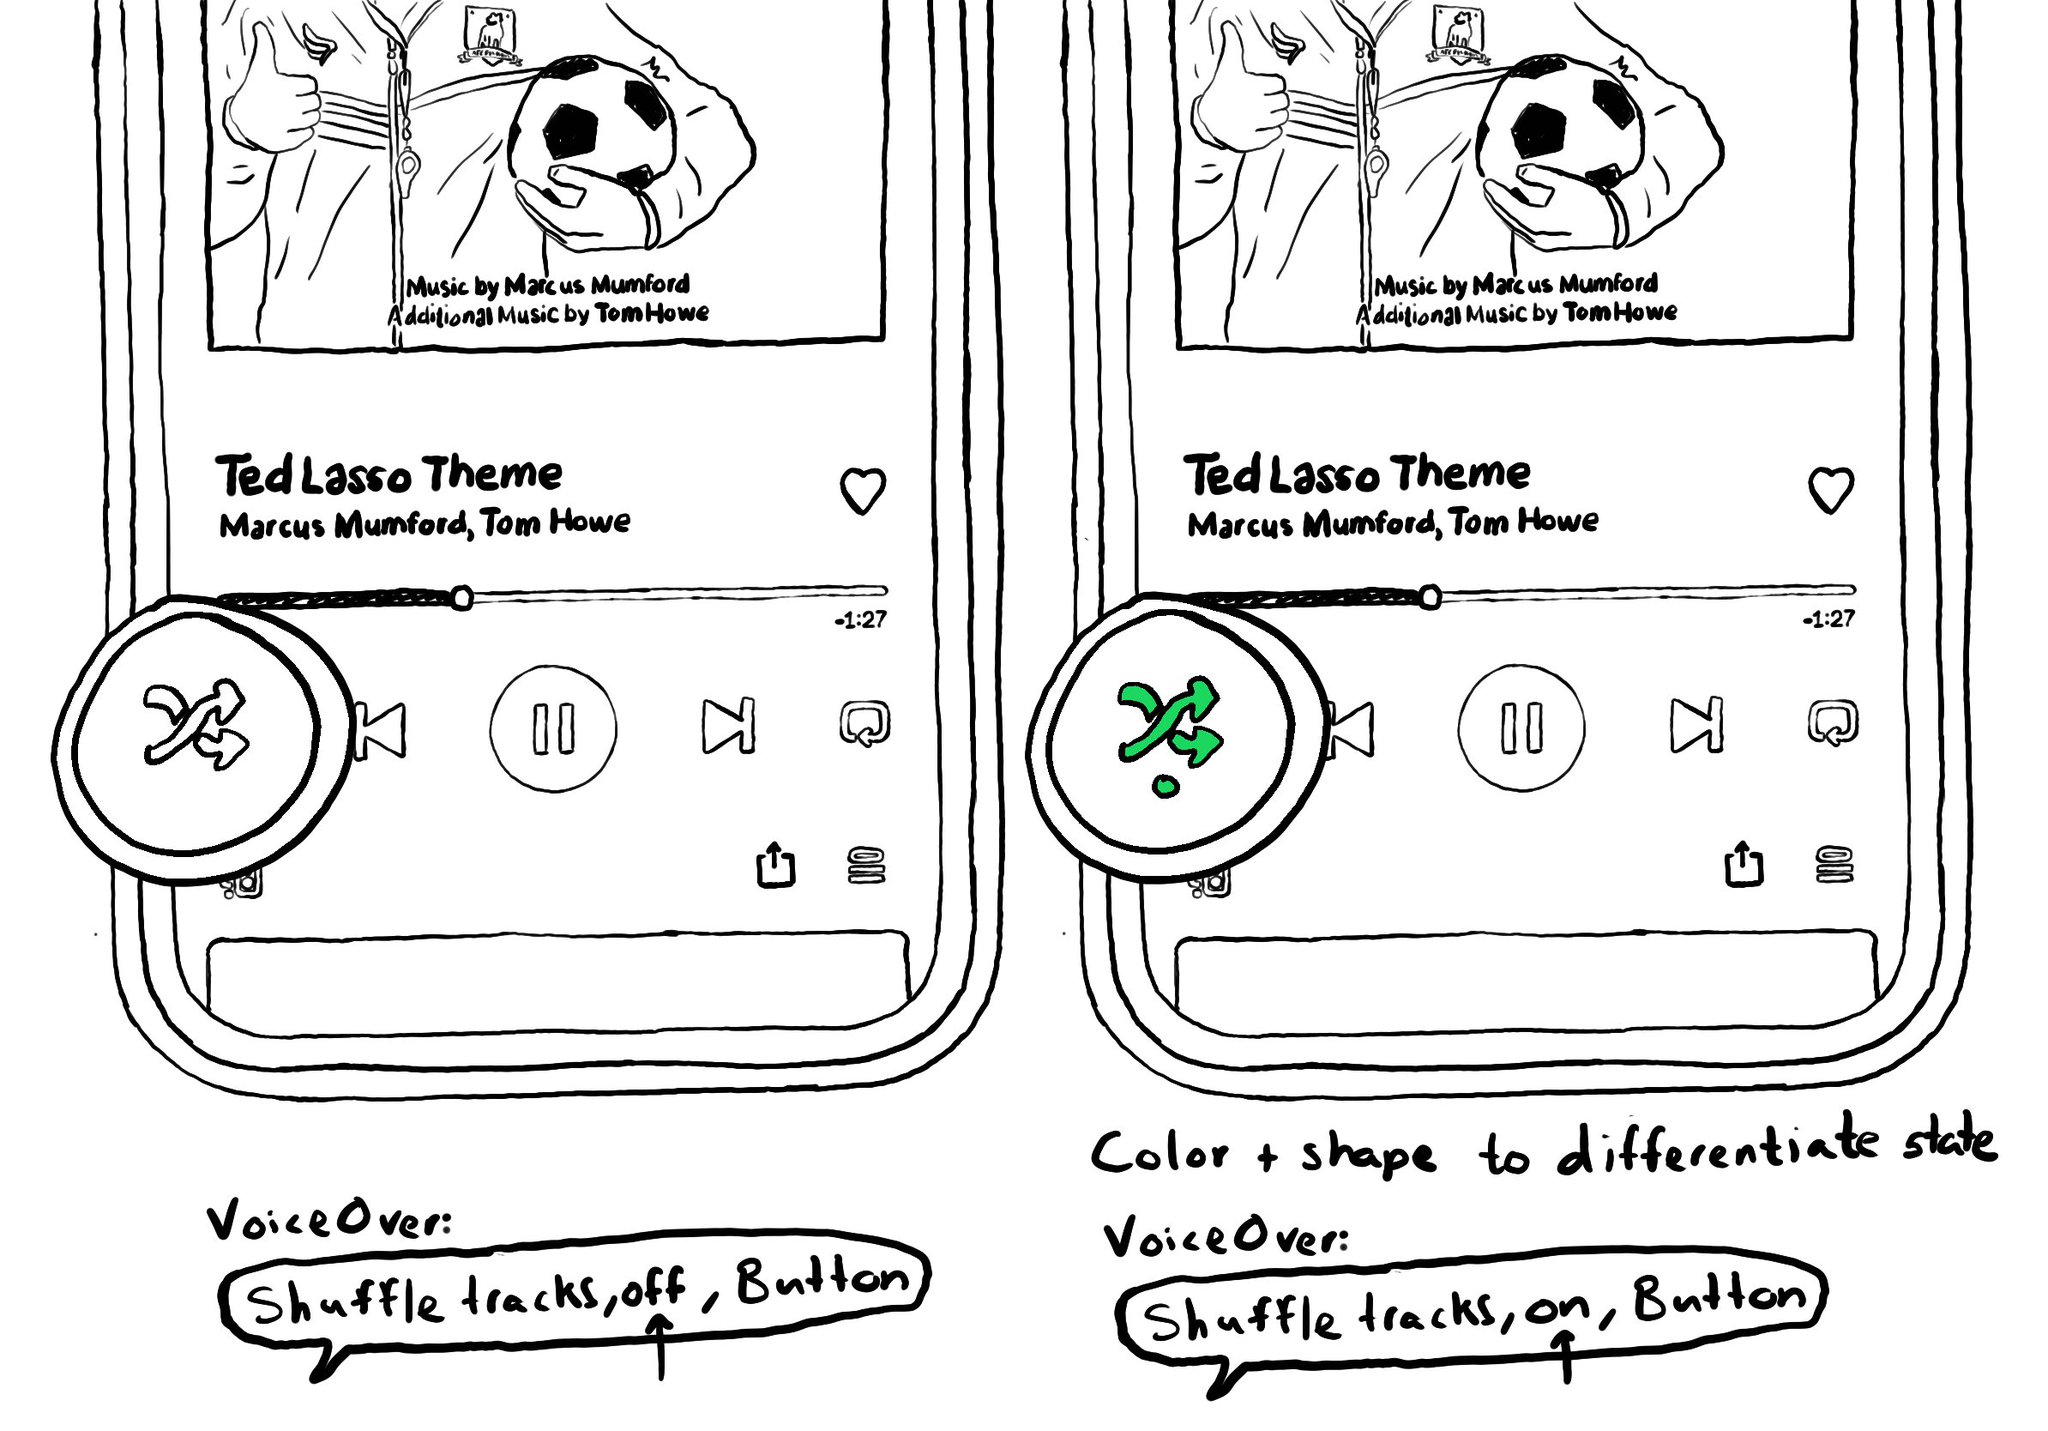 Music by Marcus Mumford
Additional Music by Tom Howe
Ted Lasso Theme
Marcus Mumford, Tom Howe
-1:27
VoiceOver:
Shuffle tracks, off, Button
Music by Marcus Mumford
Additional Music by Tom Howe
Ted Lasso Theme
Marcus Mumford, Tom Howe
-1:27
Color + shape to differentiate state
VoiceOver:
Shuffle tracks, on, Button